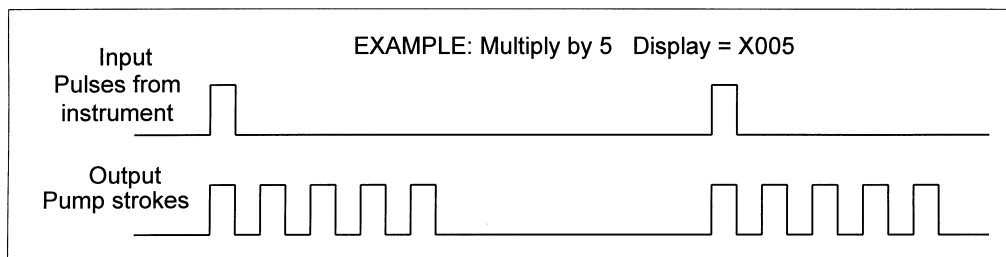 EXAMPLE: Multiply by 5 Display = X005
Input
Pulses from
instrument
Output
Pump strokes